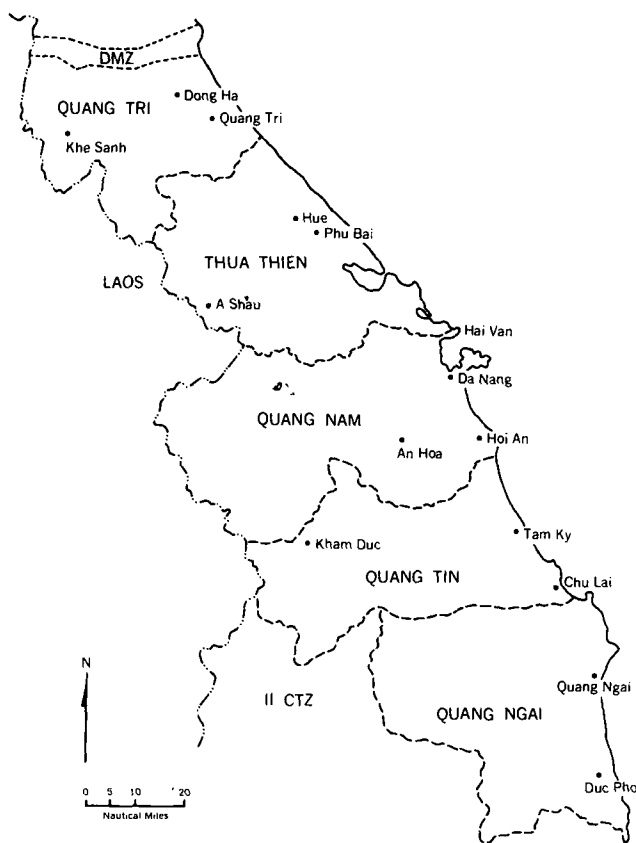 DMZ
Dong Ha
QUANG TRI
Quang Tri
Khe Sanh
Hue
Phu Bai
THUA THIEN
LAOS
A Shau
Hai Van
Da Nang
QUANG NAM
Hoi An
An Hoa
Tam Ky
Kham Duc
QUANG TIN
Chu Lai
N
Quang Ngai
II CTZ
QUANG NGAI
Duc Pho
0 5 10 20
Nautical Miles